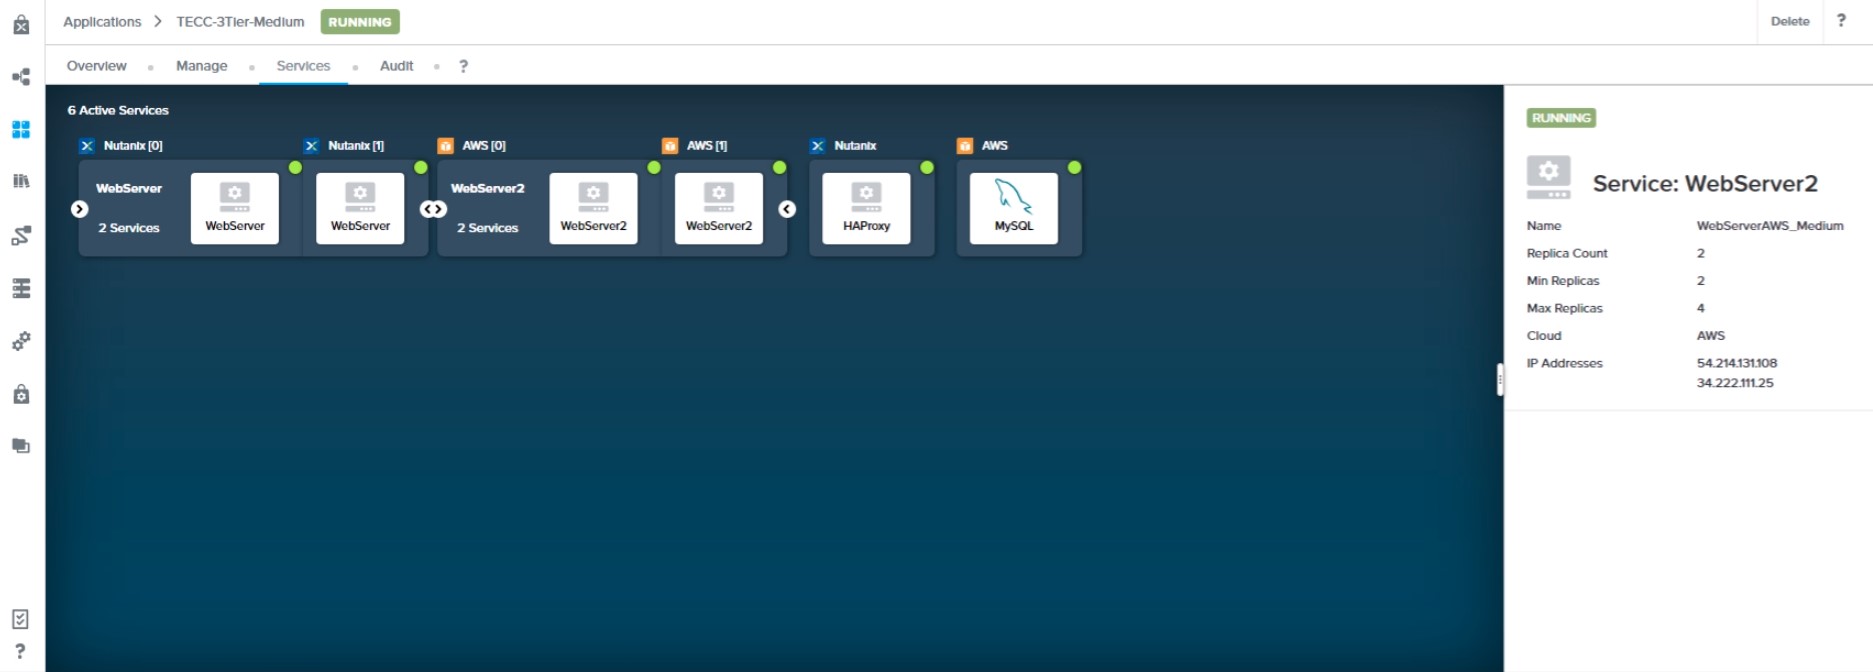 Applications > TECC-3Tier-Medium RUNNING Delete ?
Overview Manage Services Audit ?
6 Active Services
Nutanix [0] Nutanix [1] AWS [0] AWS [1] Nutanix AWS
WebServer
2 Services
WebServer
WebServer
WebServer2
2 Services
WebServer2
WebServer2
HAProxy
MySQL
RUNNING
Service: WebServer2
Name WebServerAWS_Medium
Replica Count 2
Min Replicas 2
Max Replicas 4
Cloud AWS
IP Addresses 54.214.131.108
34.222.111.25
?